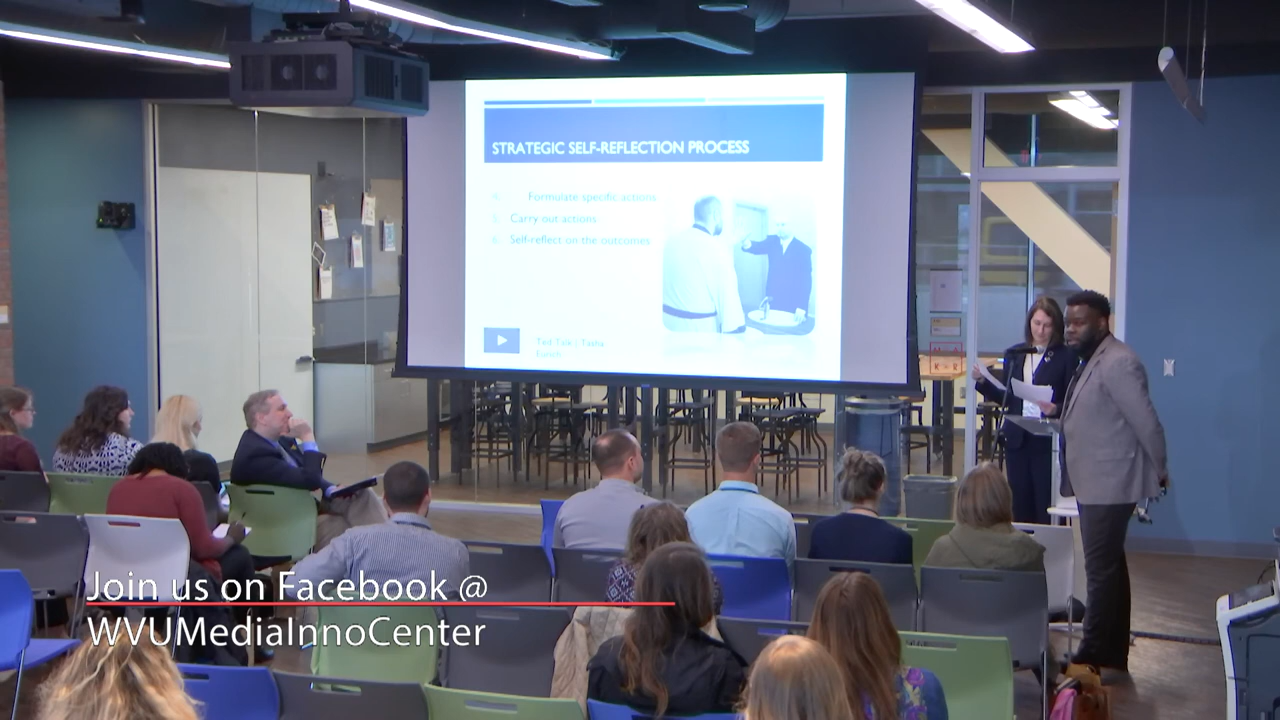 STRATEGIC SELF-REFLECTION PROCESS
Formulate specific actions
Carry out actions
Self-reflect on the outcomes
Ted Talk | Tasha
Eurich
Join us on Facebook @
WVUMediaInnoCenter